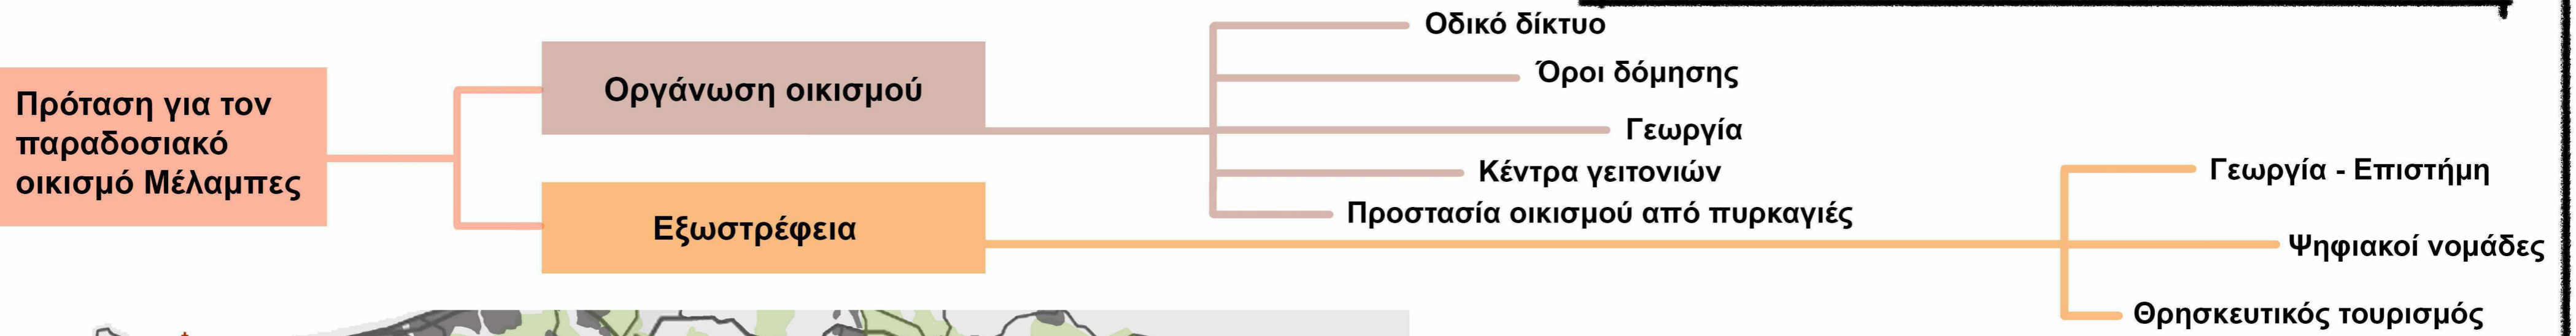 Πρόταση για τον
παραδοσιακό
οικισμό Μέλαμπες
Οργάνωση οικισμού
Εξωστρέφεια
Οδικό δίκτυο
Όροι δόμησης
Γεωργία
Κέντρα γειτονιών
Προστασία οικισμού από πυρκαγιές
Γεωργία - Επιστήμη
Ψηφιακοί νομάδες
Θρησκευτικός τουρισμός